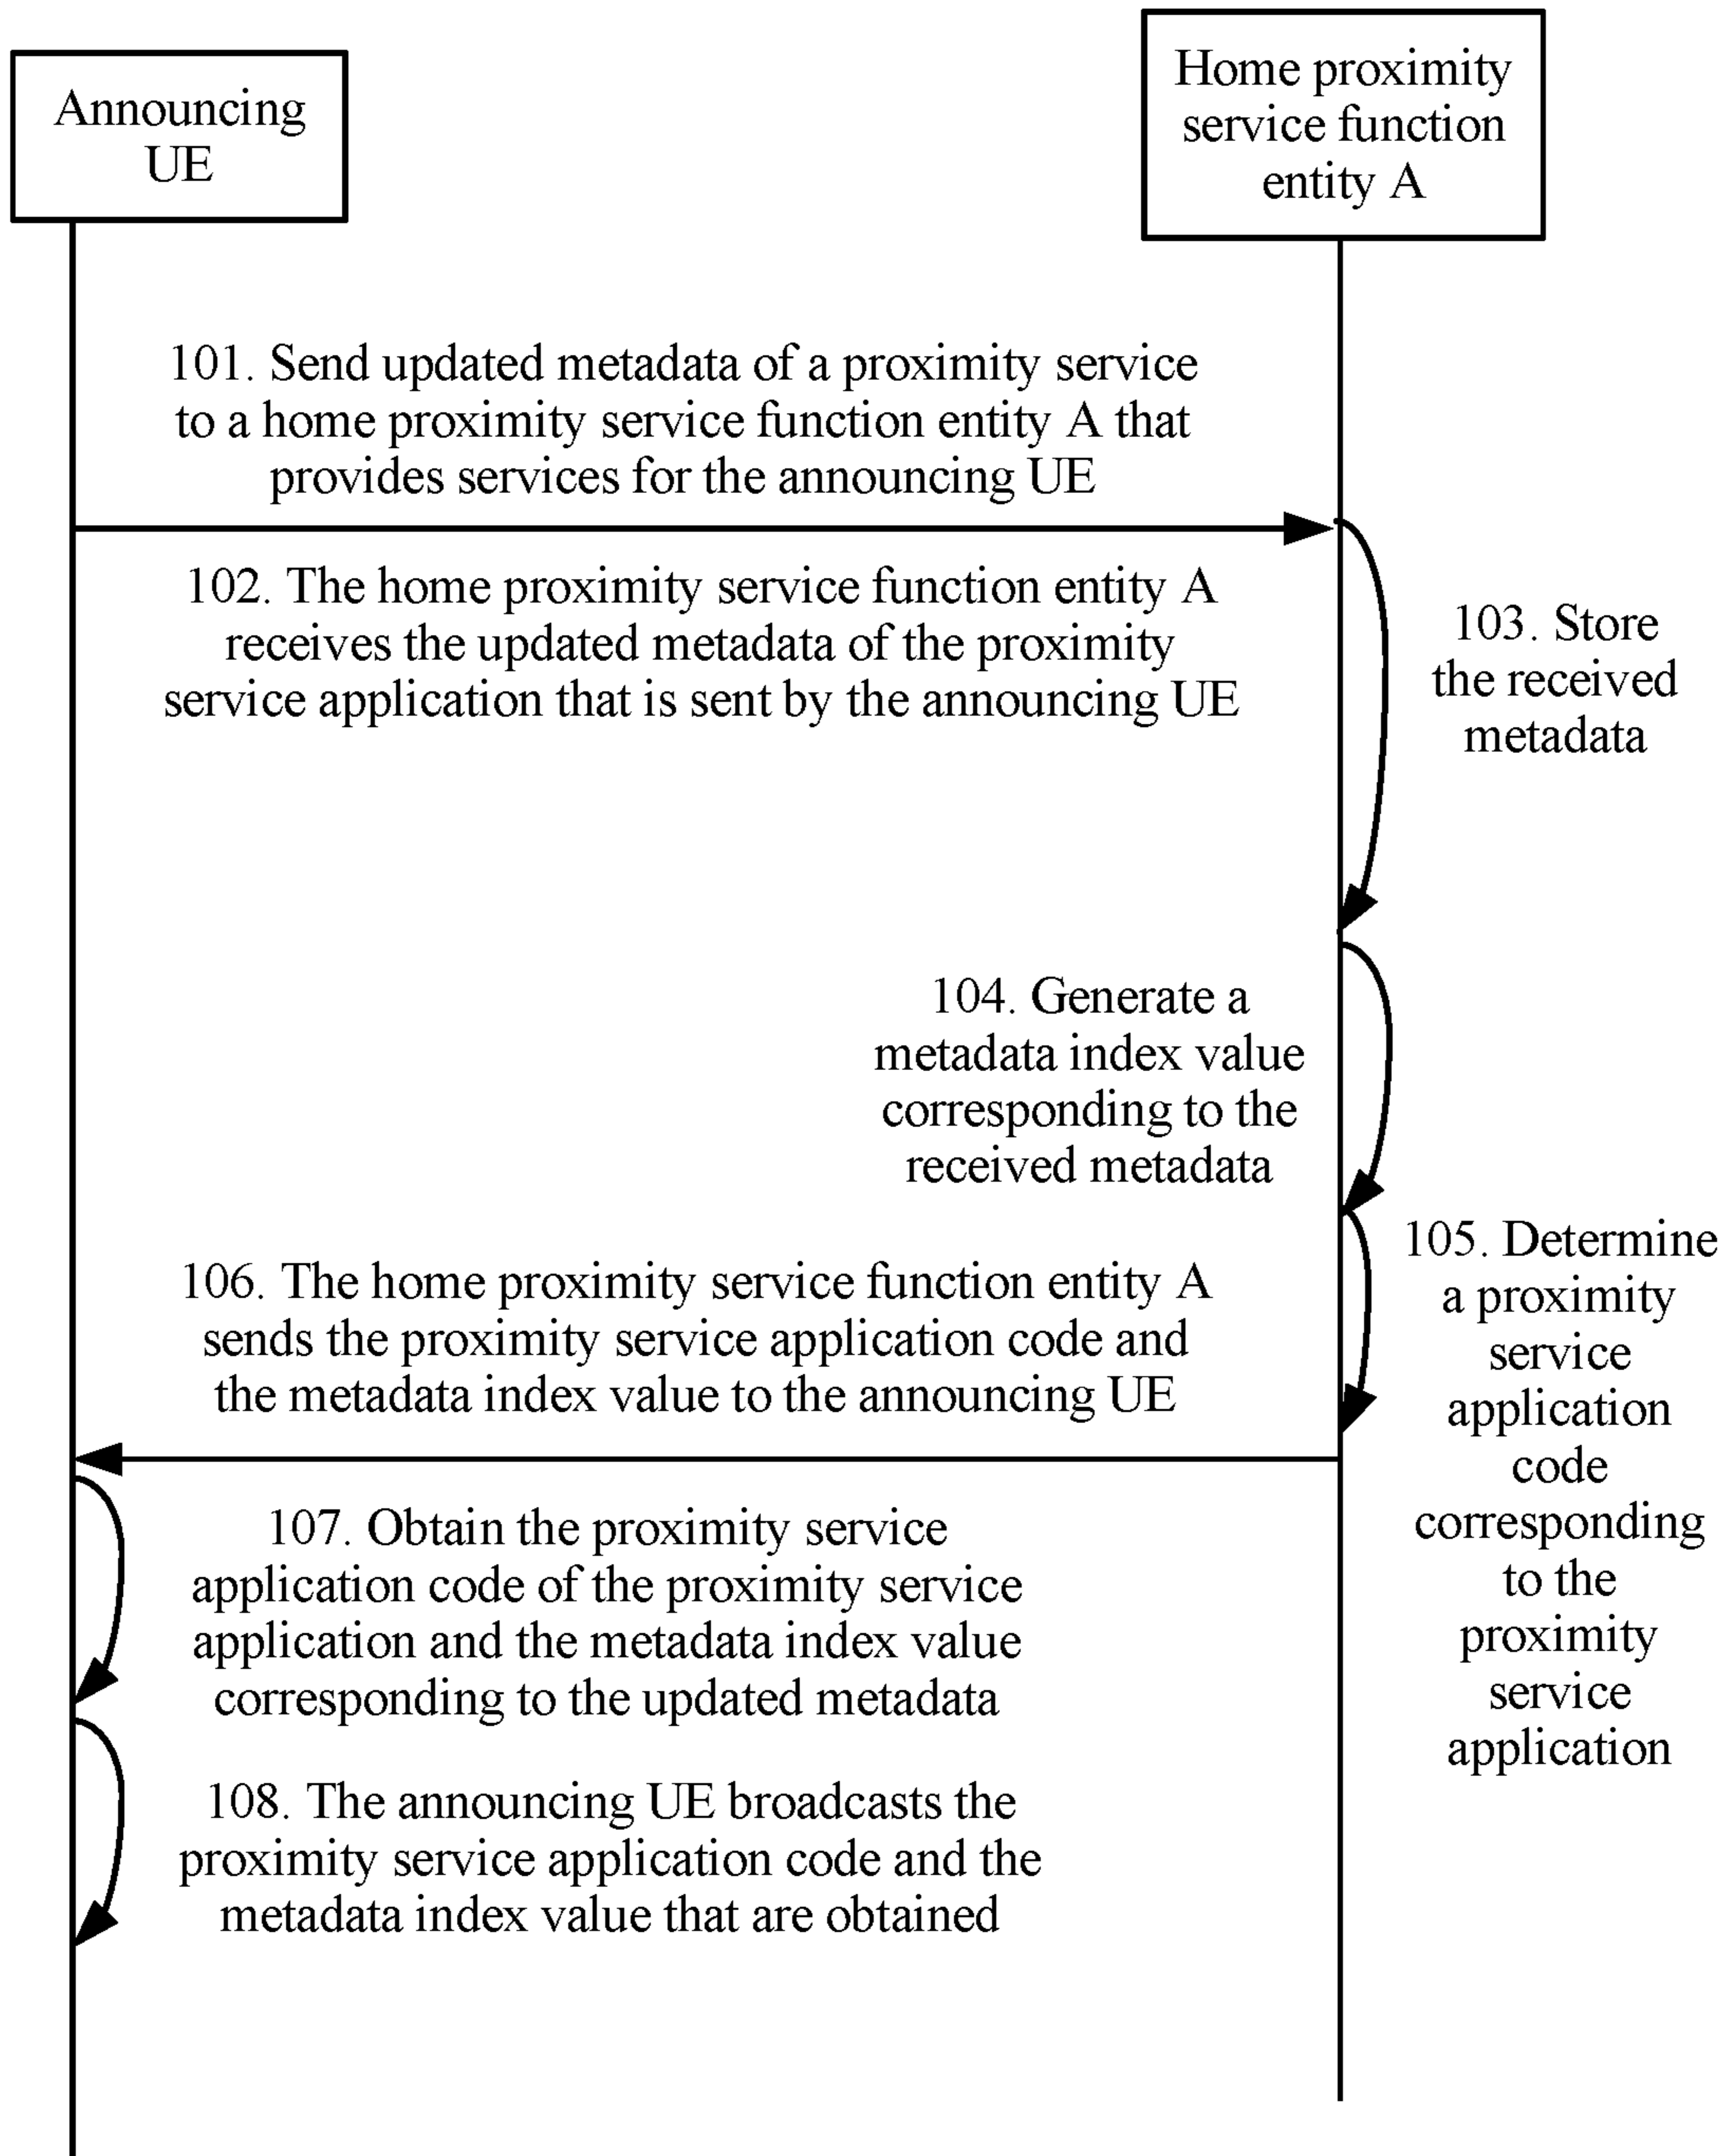 Announcing
UE
Home proximity
service function
entity A
101. Send updated metadata of a proximity service
to a home proximity service function entity A that
provides services for the announcing UE
102. The home proximity service function entity A
receives the updated metadata of the proximity
service application that is sent by the announcing UE
103. Store
the received
metadata
104. Generate a
metadata index value
corresponding to the
received metadata
105. Determine
a proximity
service
application
code
corresponding
to the
proximity
service
application
106. The home proximity service function entity A
sends the proximity service application code and
the metadata index value to the announcing UE
107. Obtain the proximity service
application code of the proximity service
application and the metadata index value
corresponding to the updated metadata
108. The announcing UE broadcasts the
proximity service application code and the
metadata index value that are obtained